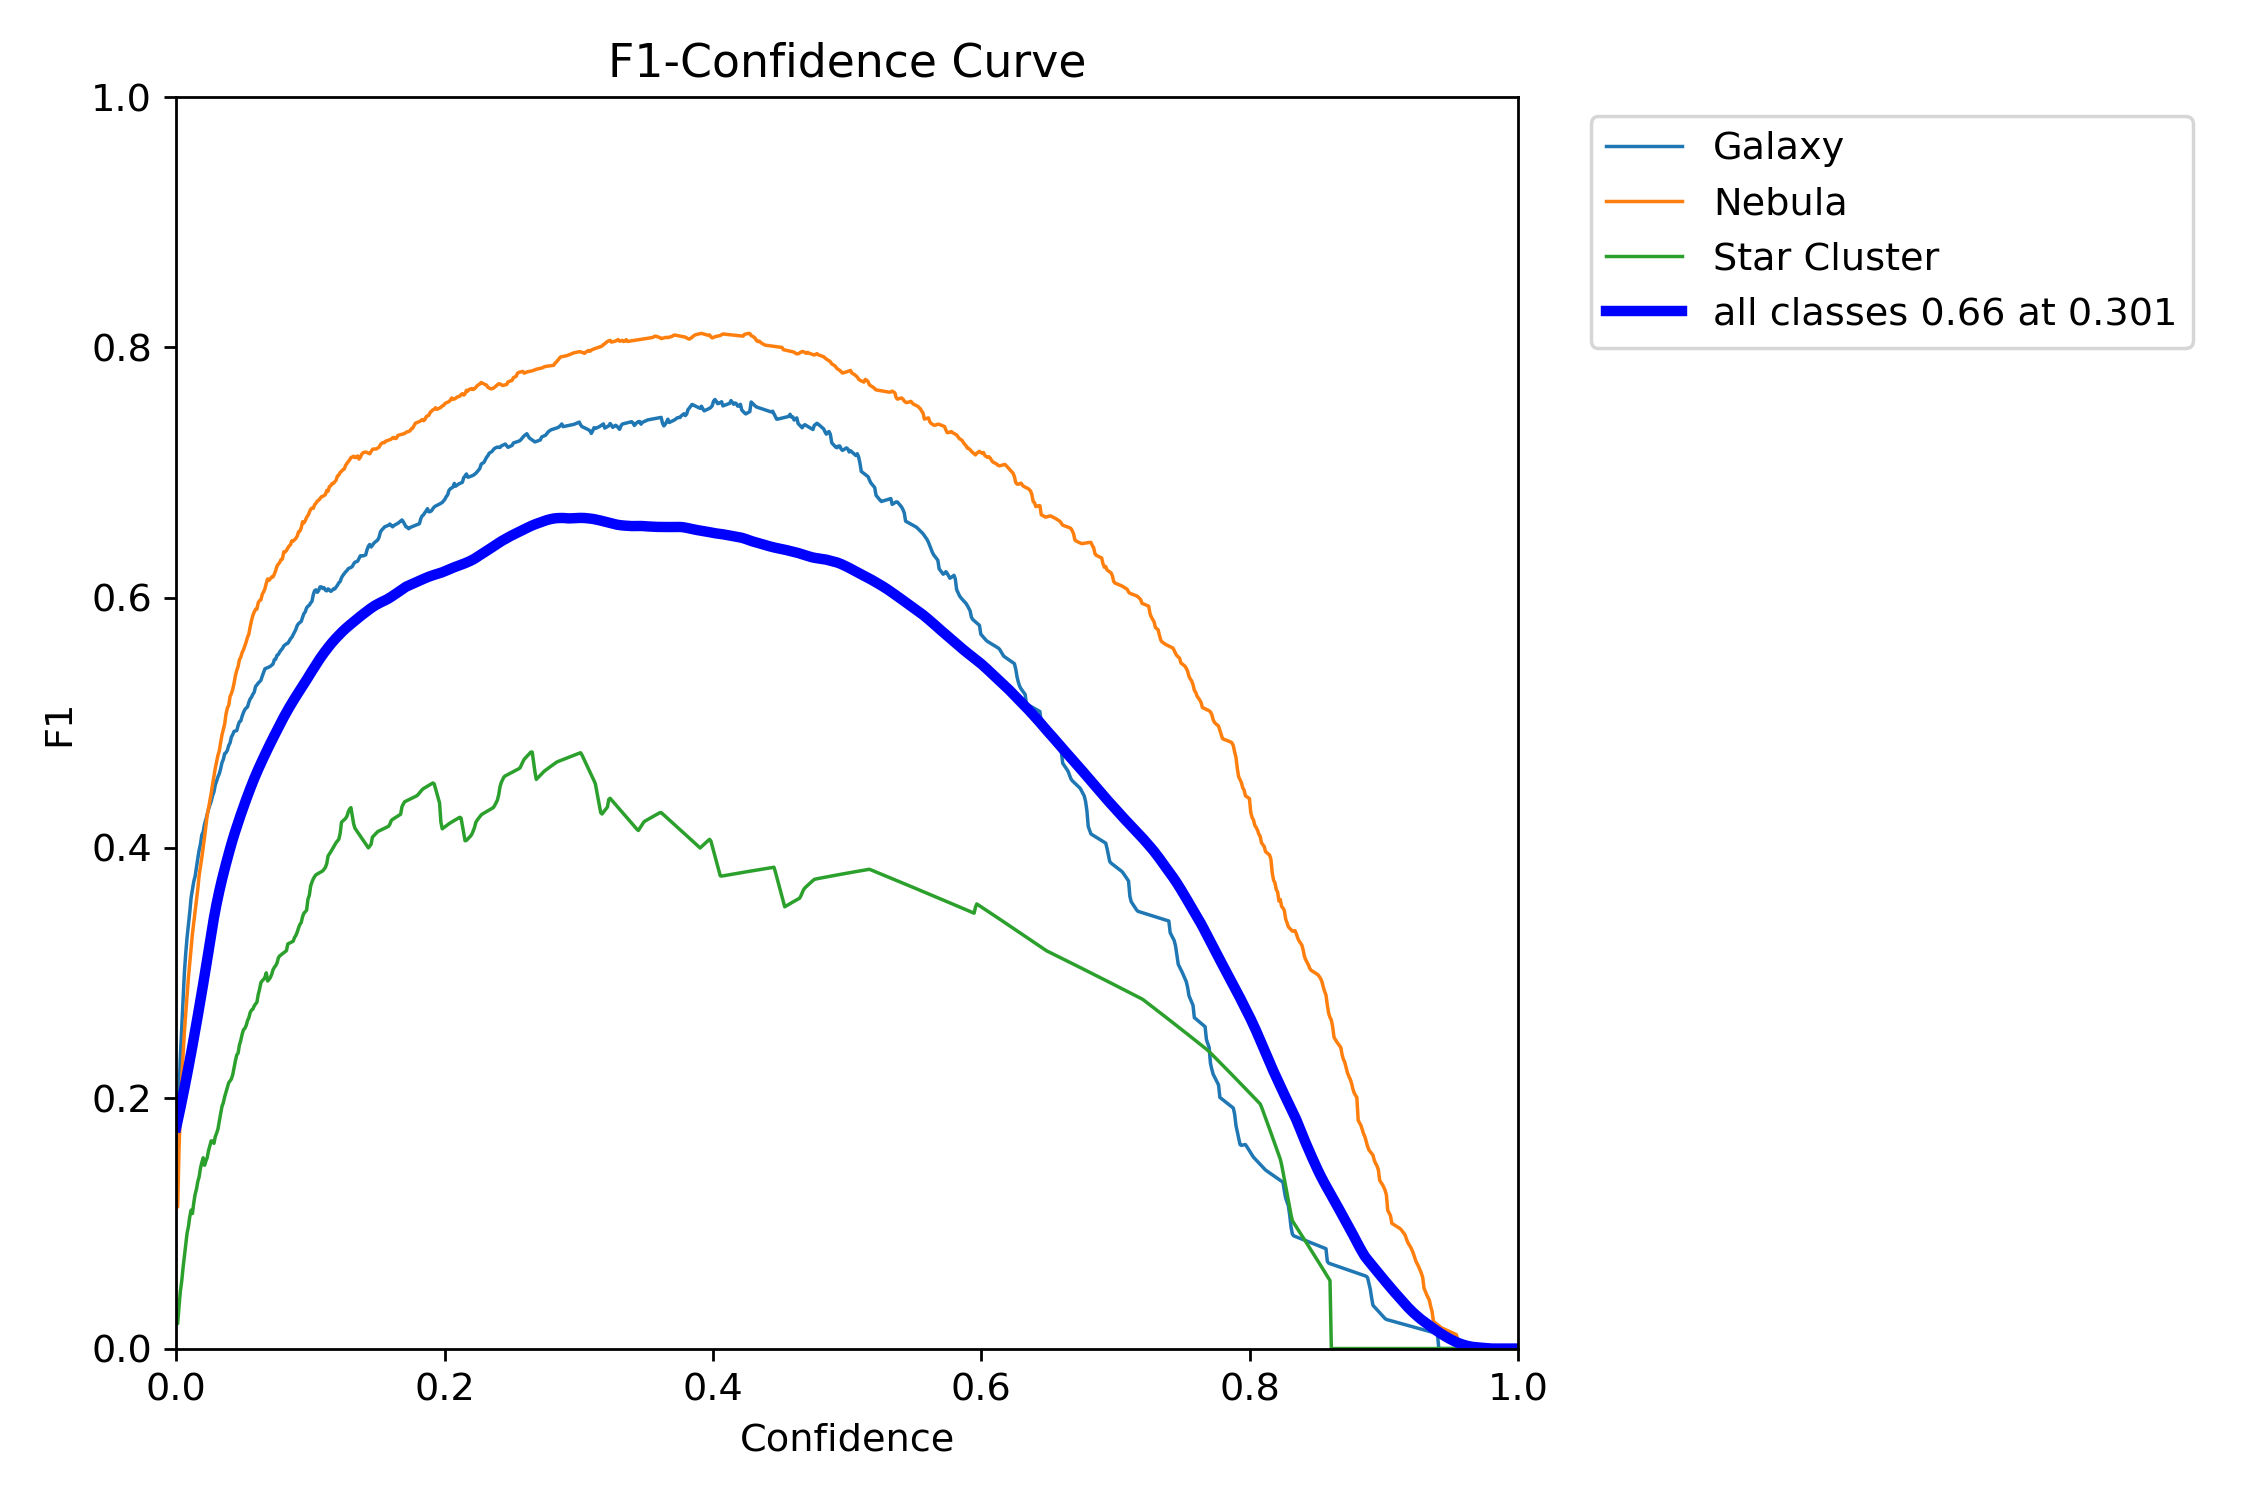 F1-Confidence Curve
1.0
0.8
0.6
0.4
0.2
0.0
F1
0.0 0.2 0.4 0.6 0.8 1.0
Confidence
Galaxy
Nebula
Star Cluster
all classes 0.66 at 0.301